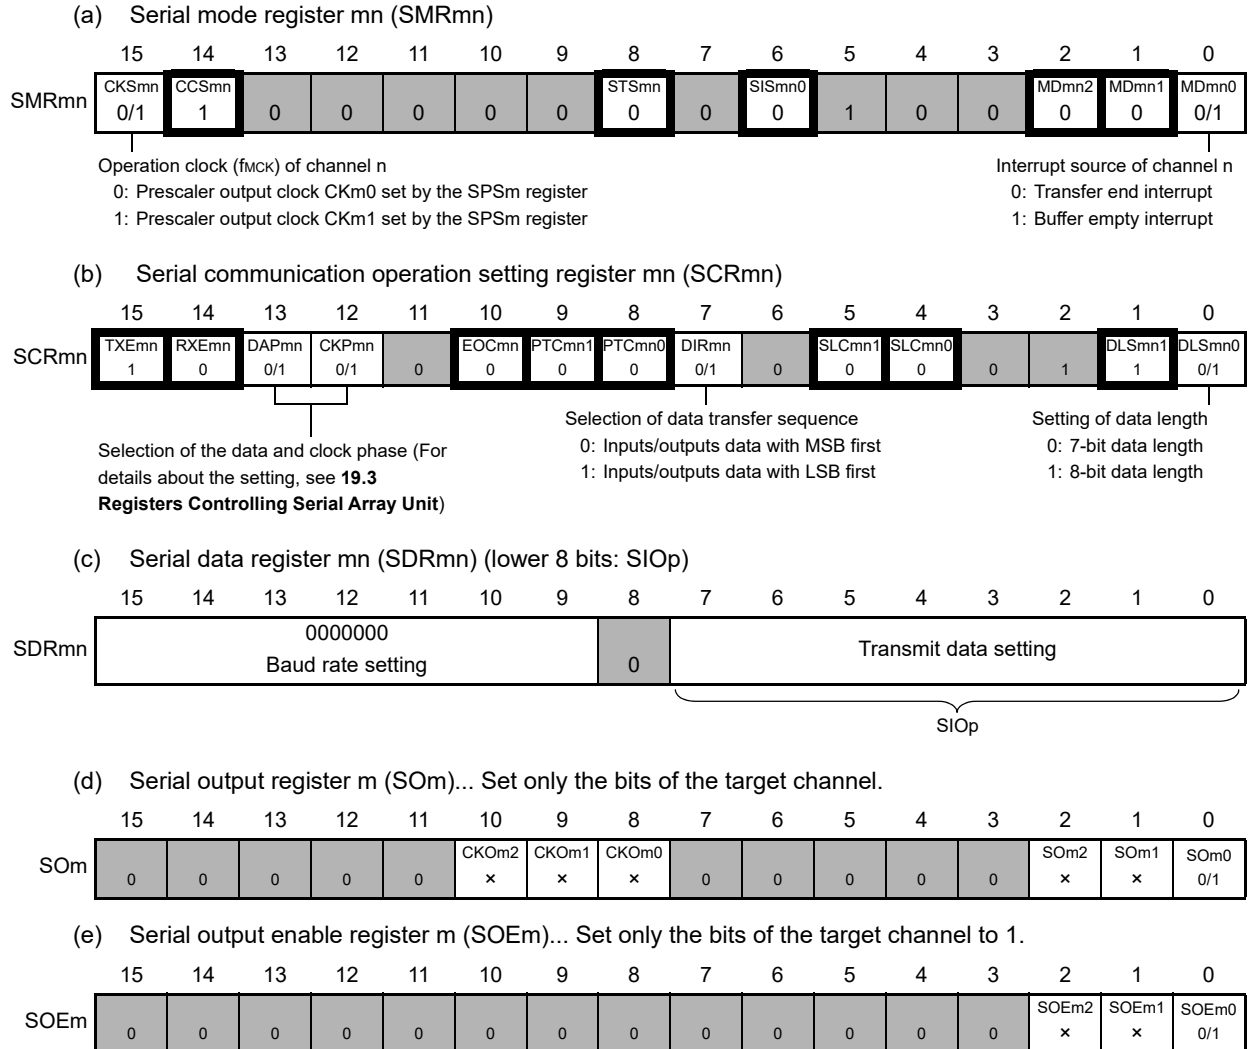 (a) Serial mode register mn (SMRmn)
15 14 13 12 11 10 9 8 7 6 5 4 3 2 1 0
CKSmn CCSmn STSmn SISmn0 MDmn2 MDmn1 MDmn0
SMRmn 0/1 1 0 0 0 0 0 0 0 0 1 0 0 0 0 0/1
Operation clock (fMCK) of channel n
0: Prescaler output clock CKm0 set by the SPSm register
1: Prescaler output clock CKm1 set by the SPSm register
Interrupt source of channel n
0: Transfer end interrupt
1: Buffer empty interrupt
(b) Serial communication operation setting register mn (SCRmn)
15 14 13 12 11 10 9 8 7 6 5 4 3 2 1 0
TXEmn RXEmn DAPmn CKPmn EOCmn PTCmn1 PTCmn0 DIRmn SLCmn1 SLCmn0 DLSmn1 DLSmn0
SCRmn 1 0 0/1 0/1 0 0 0 0 0/1 0 0 0 0 1 1 0/1
Selection of the data and clock phase (For
details about the setting, see 19.3
Registers Controlling Serial Array Unit)
Selection of data transfer sequence
0: Inputs/outputs data with MSB first
1: Inputs/outputs data with LSB first
Setting of data length
0: 7-bit data length
1: 8-bit data length
(c) Serial data register mn (SDRmn) (lower 8 bits: SIOp)
15 14 13 12 11 10 9 8 7 6 5 4 3 2 1 0
SDRmn
0000000
Baud rate setting
0
Transmit data setting
SIOp
(d) Serial output register m (SOm)... Set only the bits of the target channel.
15 14 13 12 11 10 9 8 7 6 5 4 3 2 1 0
CKOm2 CKOm1 CKOm0 SOm2 SOm1 SOm0
SOm 0 0 0 0 0 × × × 0 0 0 0 0 × × 0/1
(e) Serial output enable register m (SOEm)... Set only the bits of the target channel to 1.
15 14 13 12 11 10 9 8 7 6 5 4 3 2 1 0
SOEm2 SOEm1 SOEm0
SOEm 0 0 0 0 0 0 0 0 0 0 0 0 0 × × 0/1